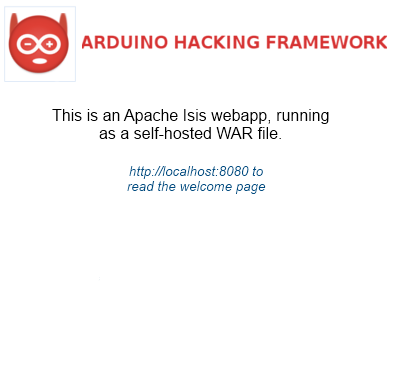 ARDUINO HACKING FRAMEWORK
This is an Apache Isis webapp, running
as a self-hosted WAR file.
http://localhost:8080 to
read the welcome page